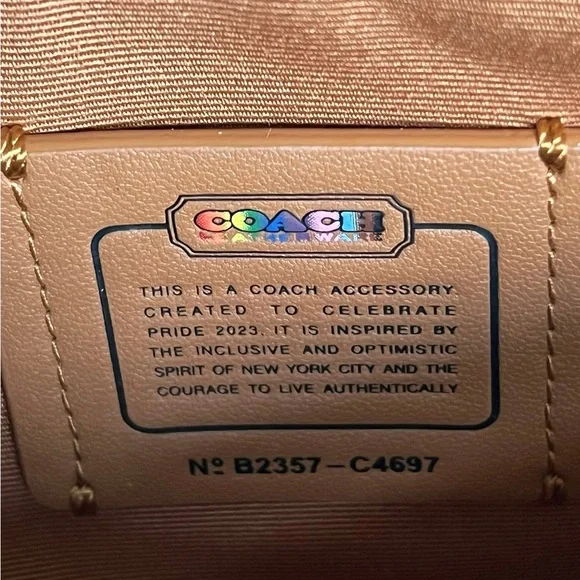 COACH
LEATHERWARE
THIS IS A COACH ACCESSORY
CREATED TO CELEBRATE
PRIDE 2023. IT IS INSPIRED BY
THE INCLUSIVE AND OPTIMISTIC
SPIRIT OF NEW YORK CITY AND THE
COURAGE TO LIVE AUTHENTICALLY
Nº B2357-C4697